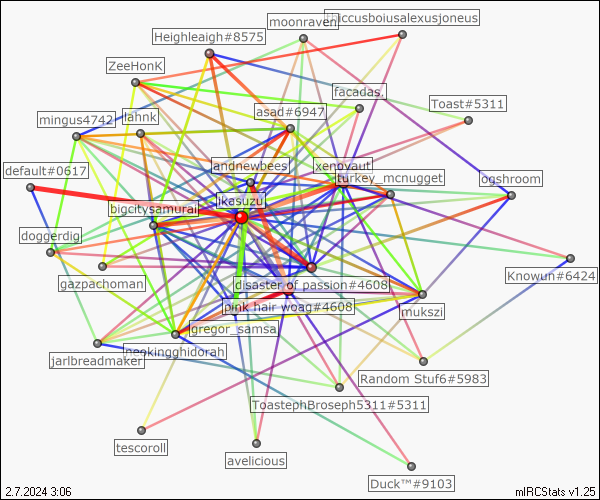 moonraven
thiccusboiusalexusjoneus
Heighleaigh#8575
ZeeHonK
facadas.
Toast#5311
asad#6947
mingus4742
lahnk
default#0617
andnewbees
xenovaut
turkey_mcnugget
ogshroom
ikasuzu
bigcitysamurai
doggerdig
gazpachoman
disaster of passion#4608
Knowun#6424
pink hair woag#4608
mukszi
gregor_samsa
neokingghidorah
jarlbreadmaker
Random Stuf6#5983
ToastephBroseph5311#5311
tescoroll
avelicious
Duck™#9103
2.7.2024 3:06
mIRCStats v1.25